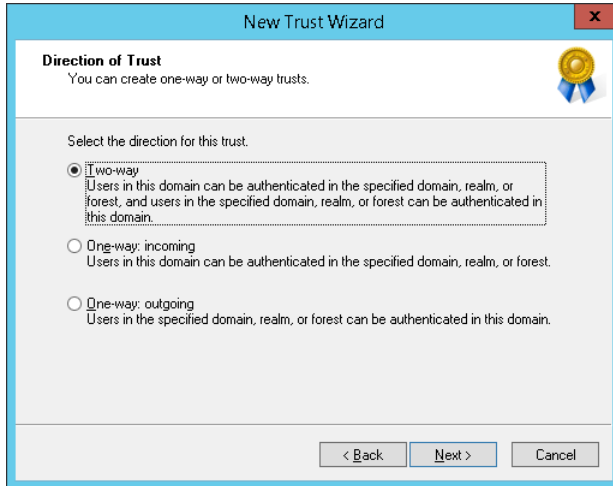 New Trust Wizard
x
Direction of Trust
You can create one-way or two-way trusts.
Select the direction for this trust.
Two-way
Users in this domain can be authenticated in the specified domain, realm, or
forest, and users in the specified domain, realm, or forest can be authenticated in
this domain.
One-way: incoming
Users in this domain can be authenticated in the specified domain, realm, or forest.
One-way: outgoing
Users in the specified domain, realm, or forest can be authenticated in this domain.
< Back Next > Cancel